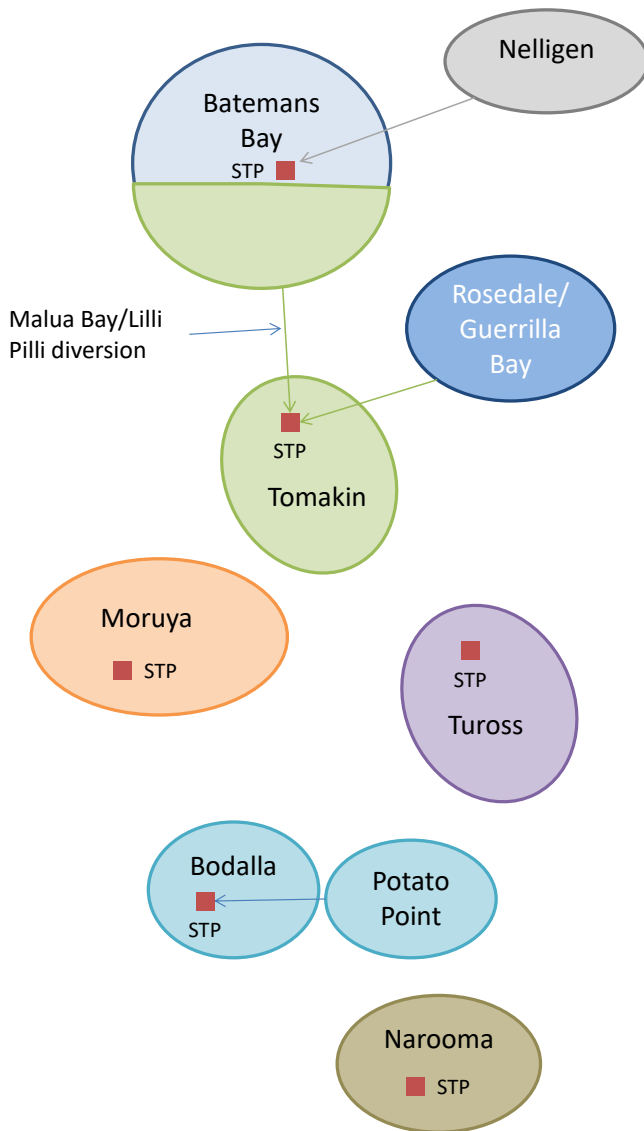 Nelligen
Batemans
Bay
STP
Rosedale/
Guerrilla
Bay
Malua Bay/Lilli
Pilli diversion
STP
Tomakin
Moruya
STP
STP
Tuross
Bodalla
STP
Potato
Point
Narooma
STP